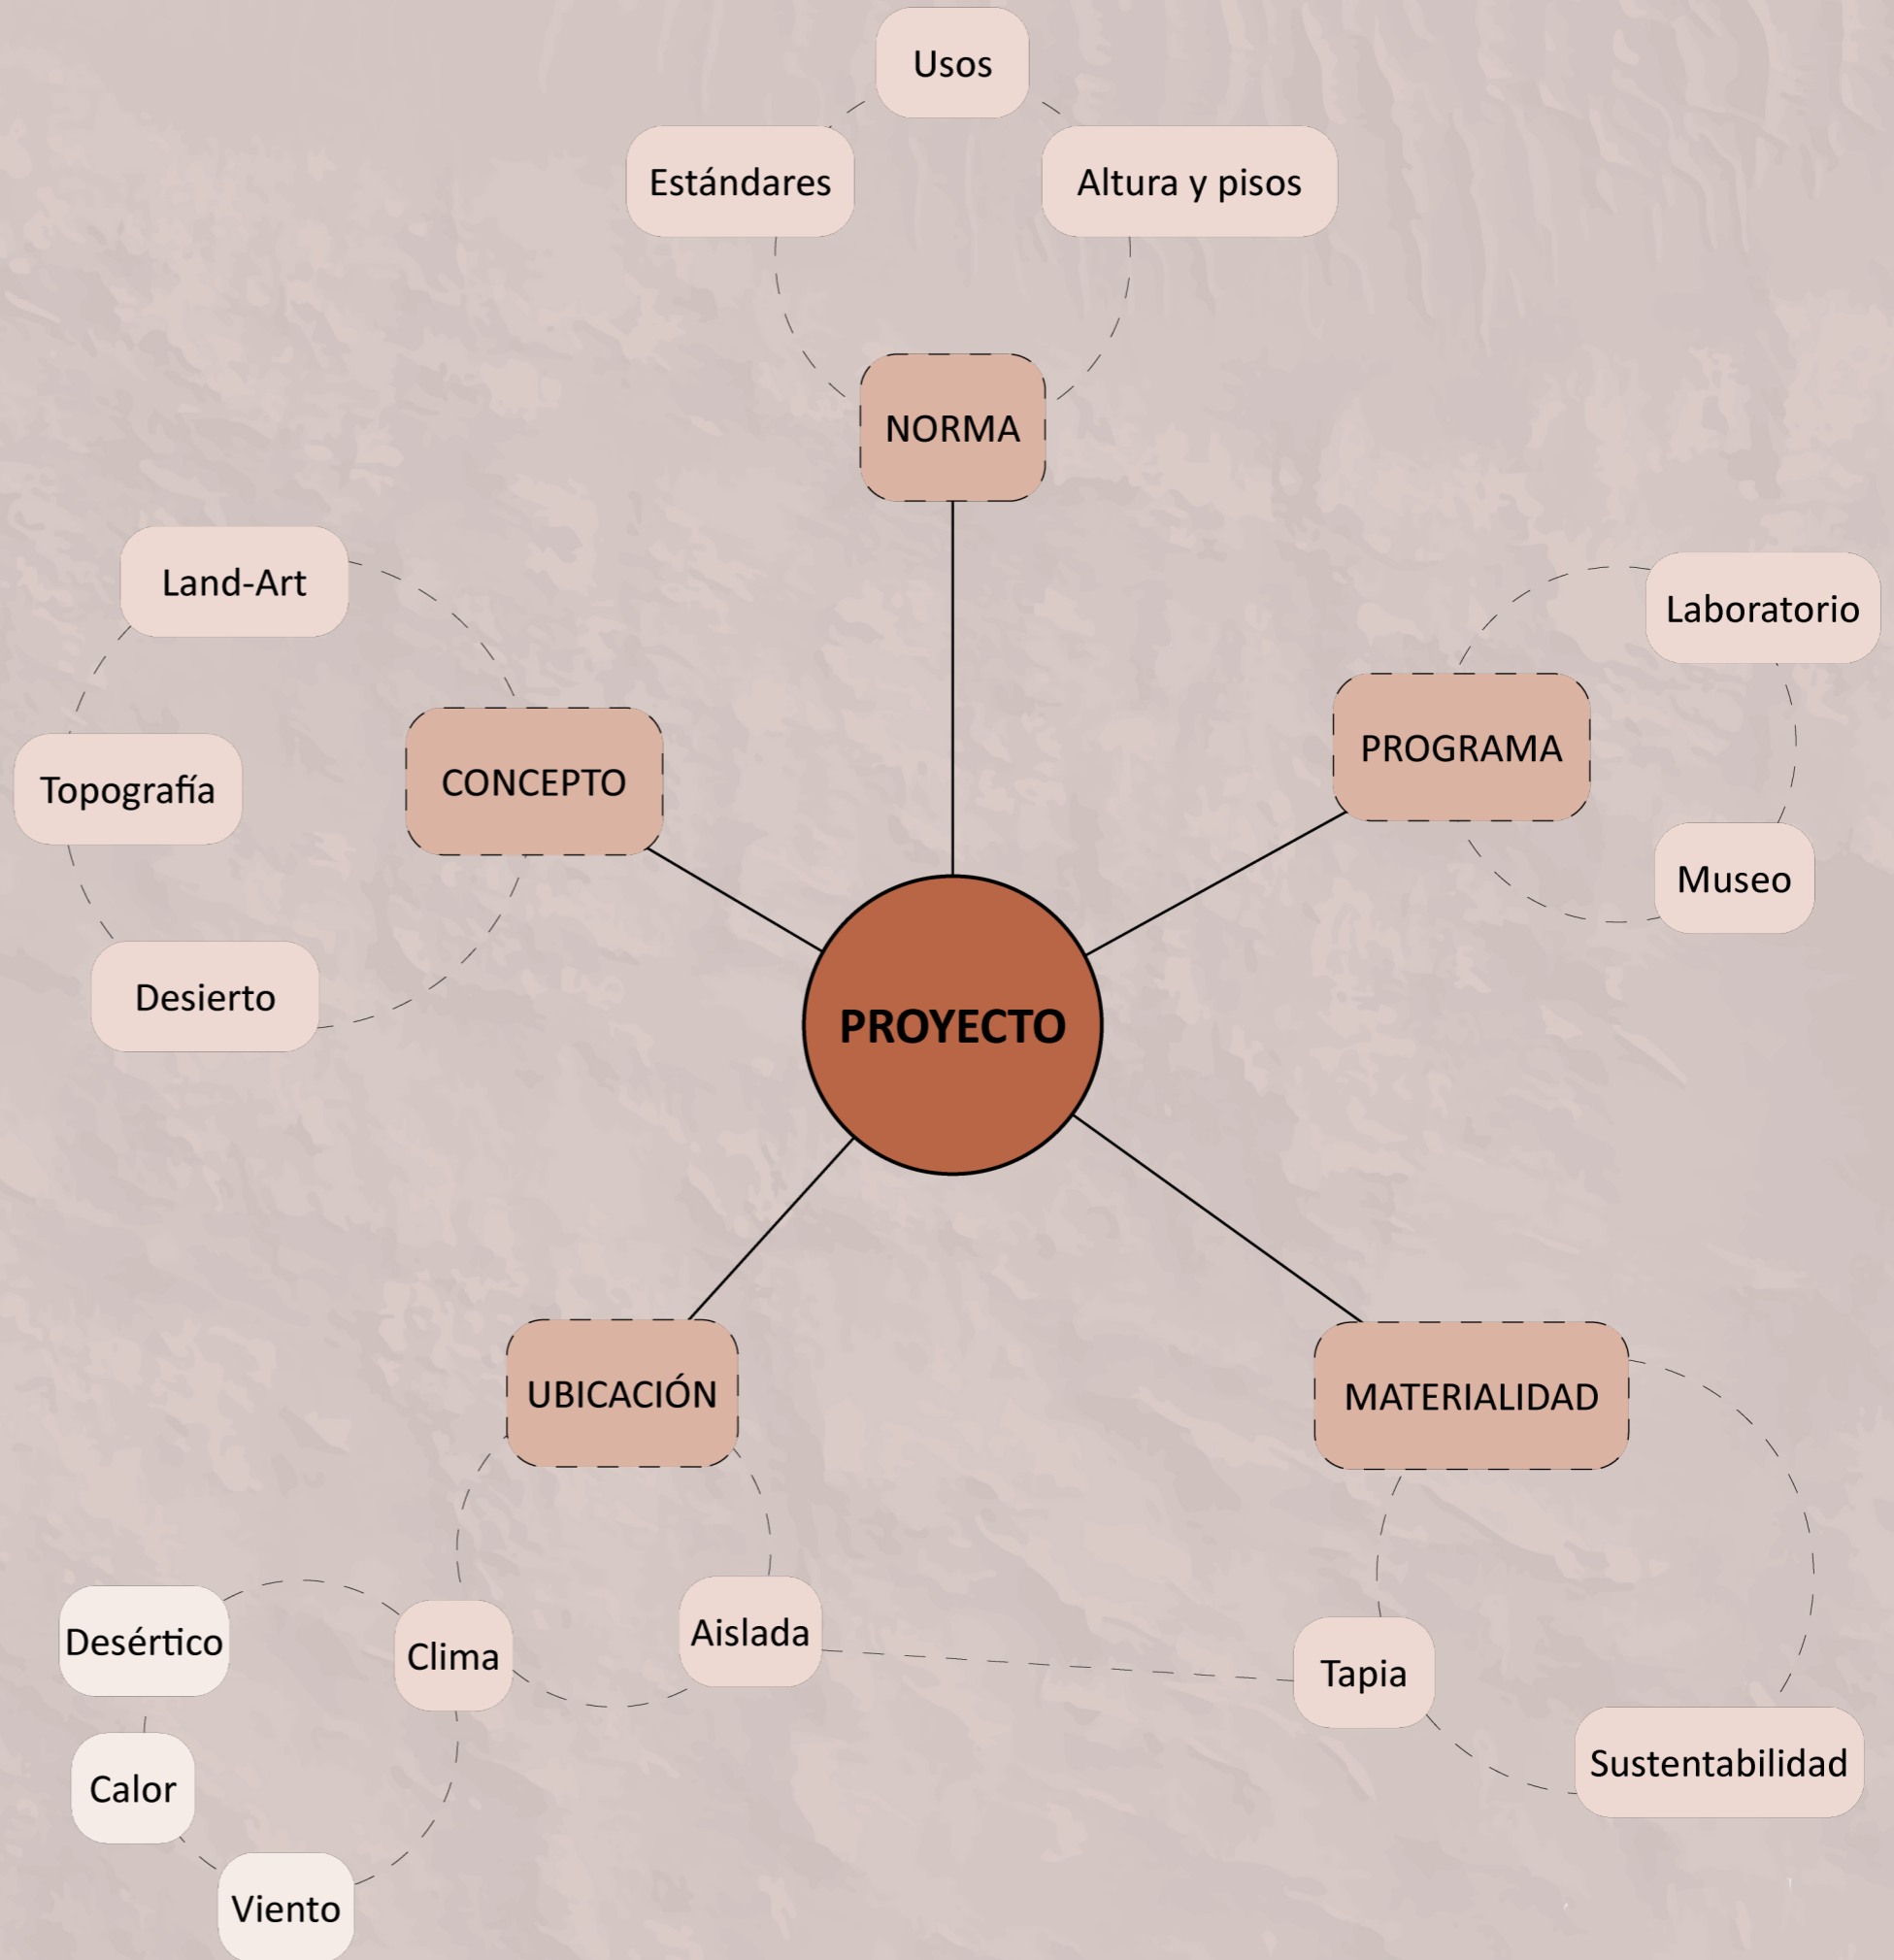 Usos
Estándares
Altura y pisos
NORMA
Land-Art
Laboratorio
PROGRAMA
CONCEPTO
Topografía
Museo
Desierto
PROYECTO
UBICACIÓN
MATERIALIDAD
Desértico
Clima
Aislada
Tapia
Calor
Sustentabilidad
Viento